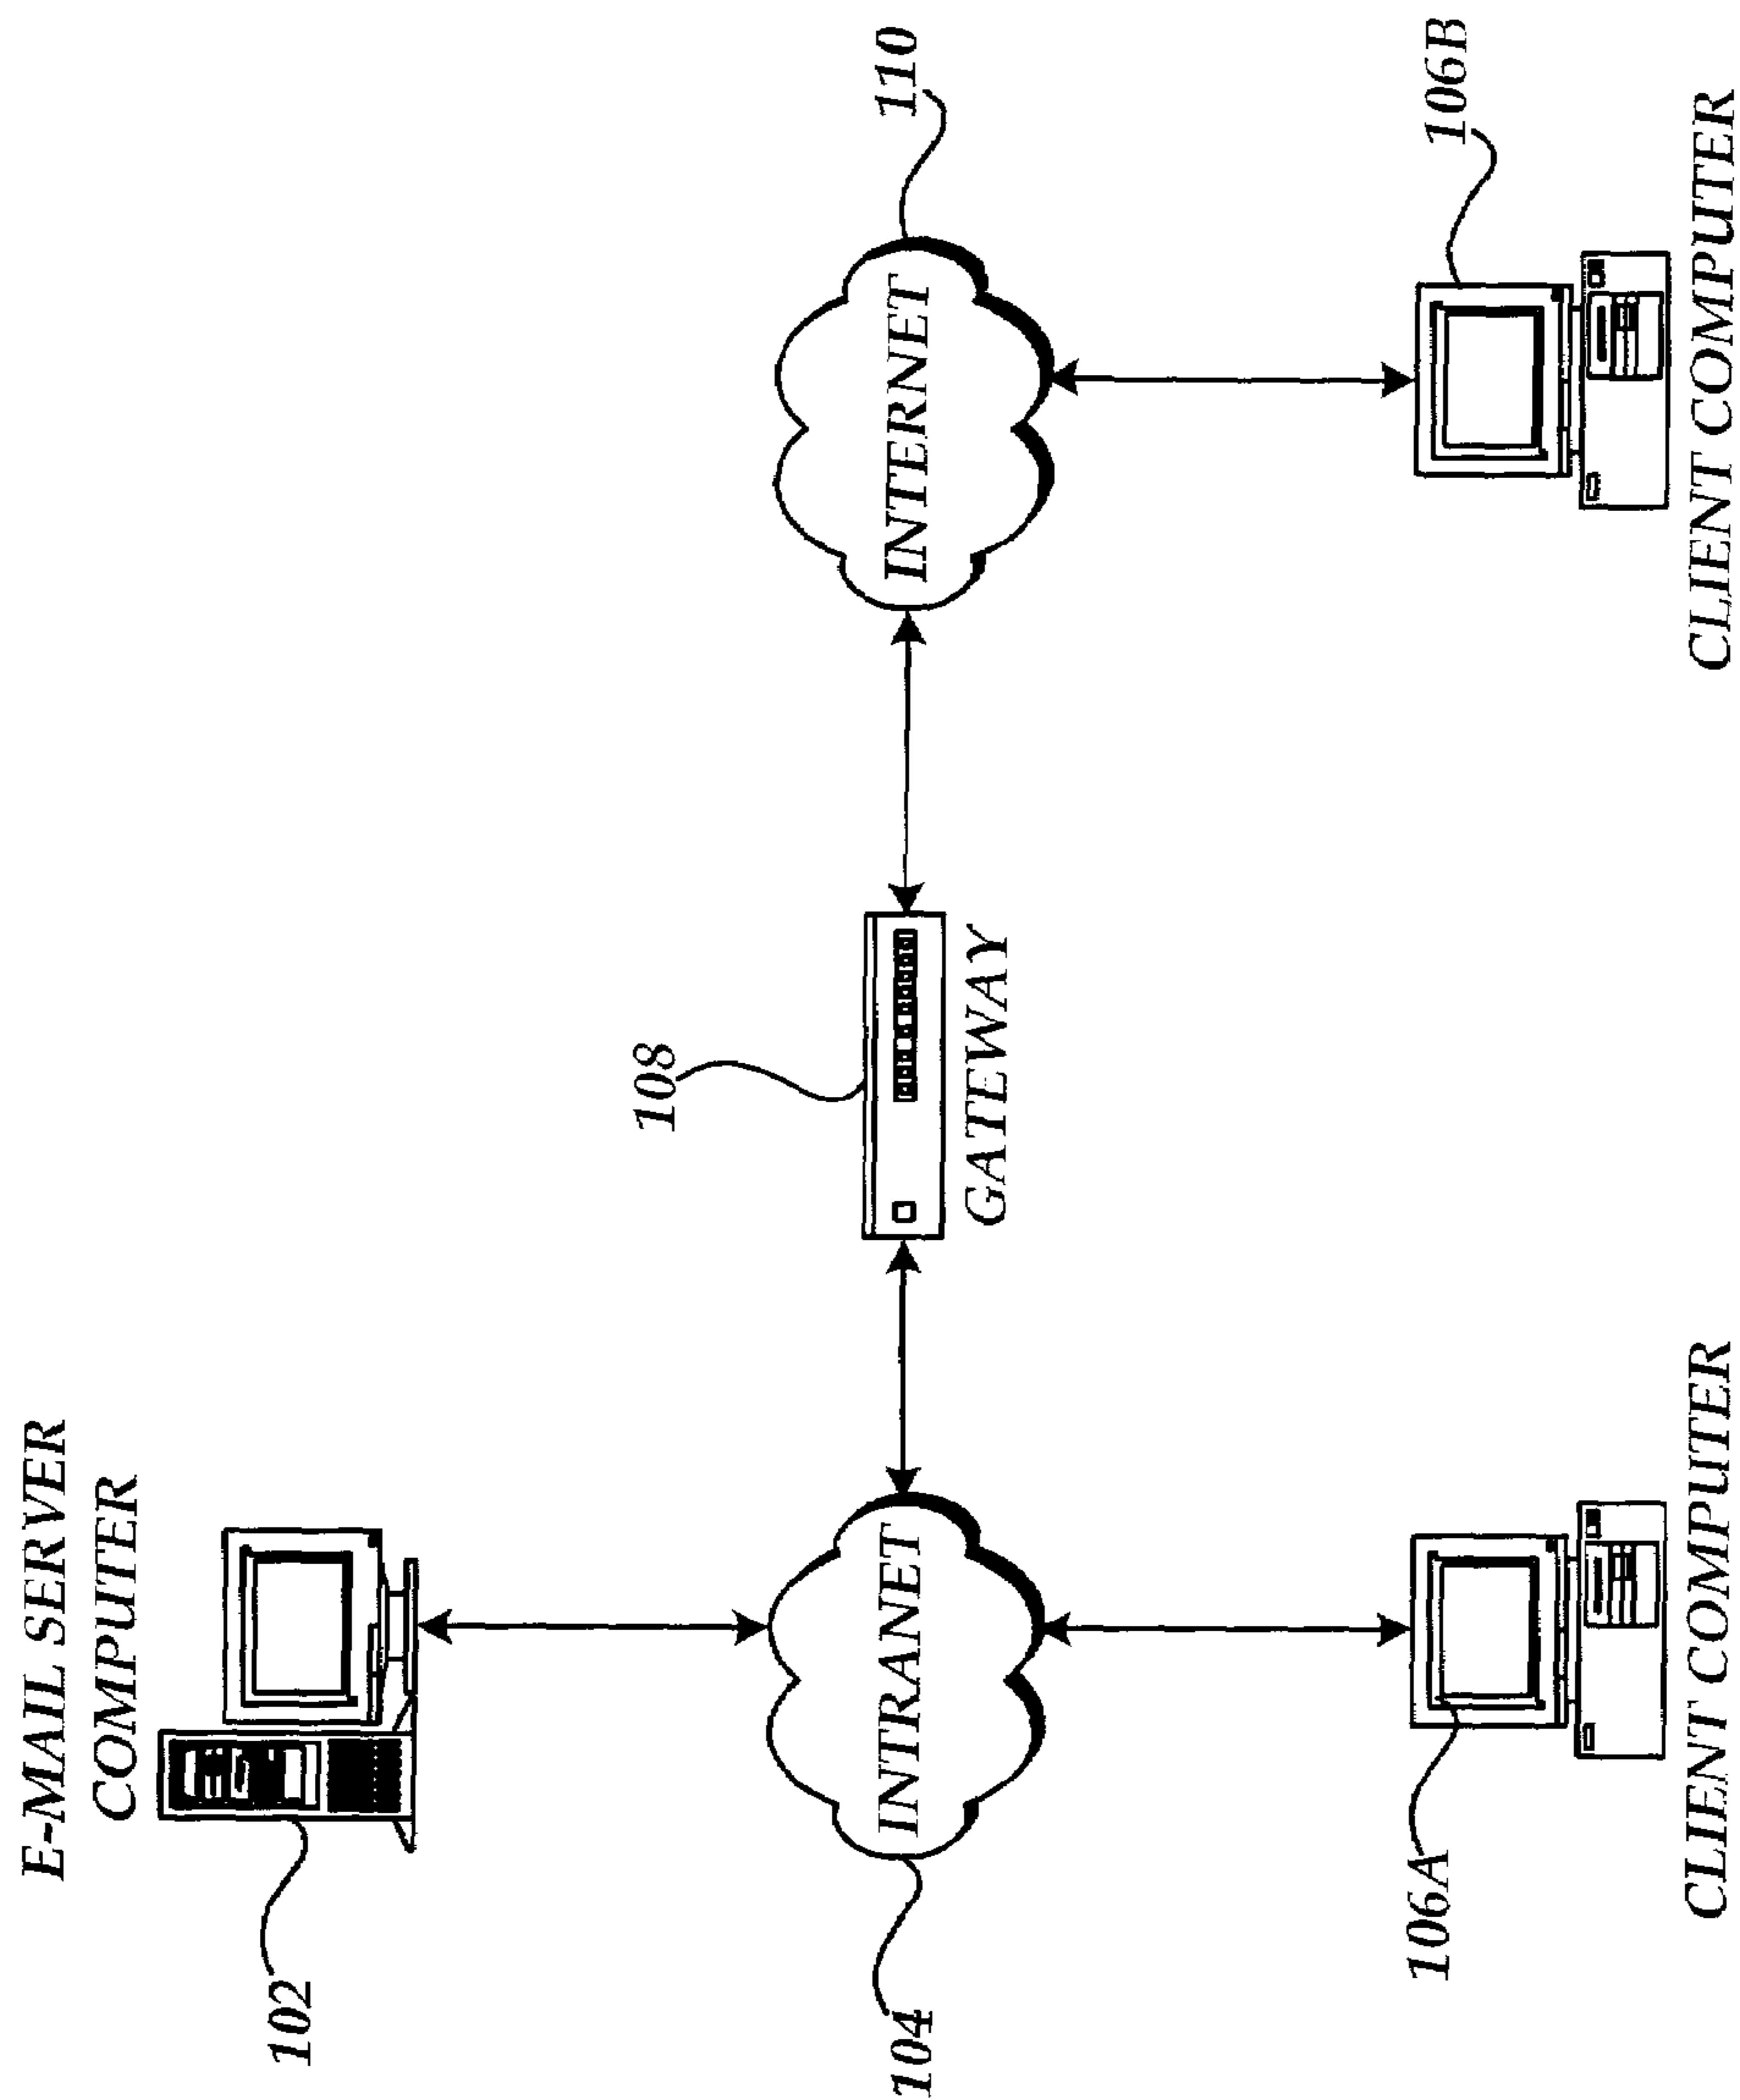 E-MAIL SERVER
COMPUTER
102
104
INTRANET
106A
CLIENT COMPUTER
108
GATEWAY
110
INTERNET
106B
CLIENT COMPUTER